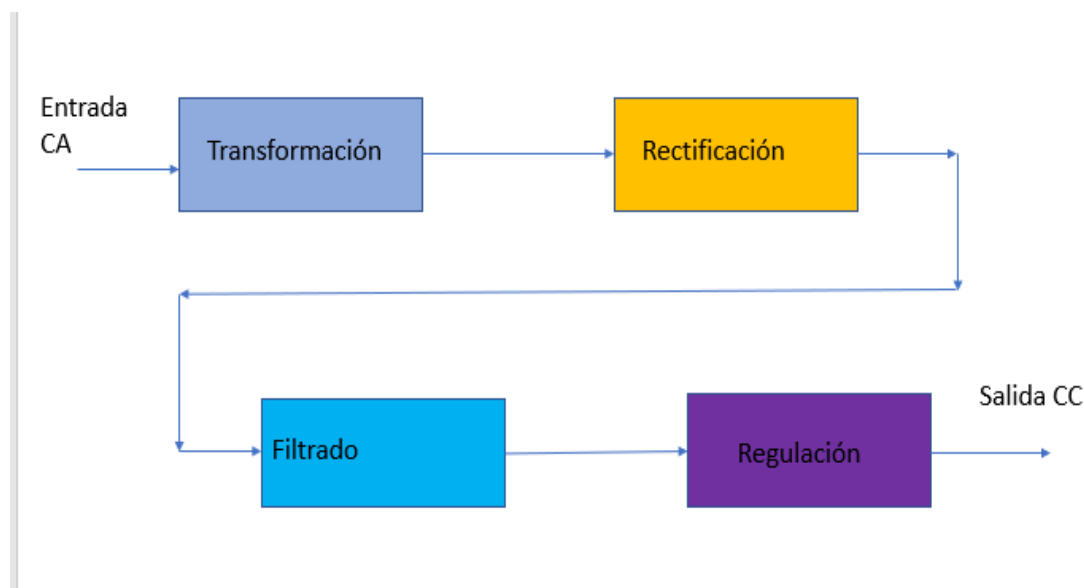 Entrada
CA
Transformación
Rectificación
Filtrado
Regulación
Salida CC